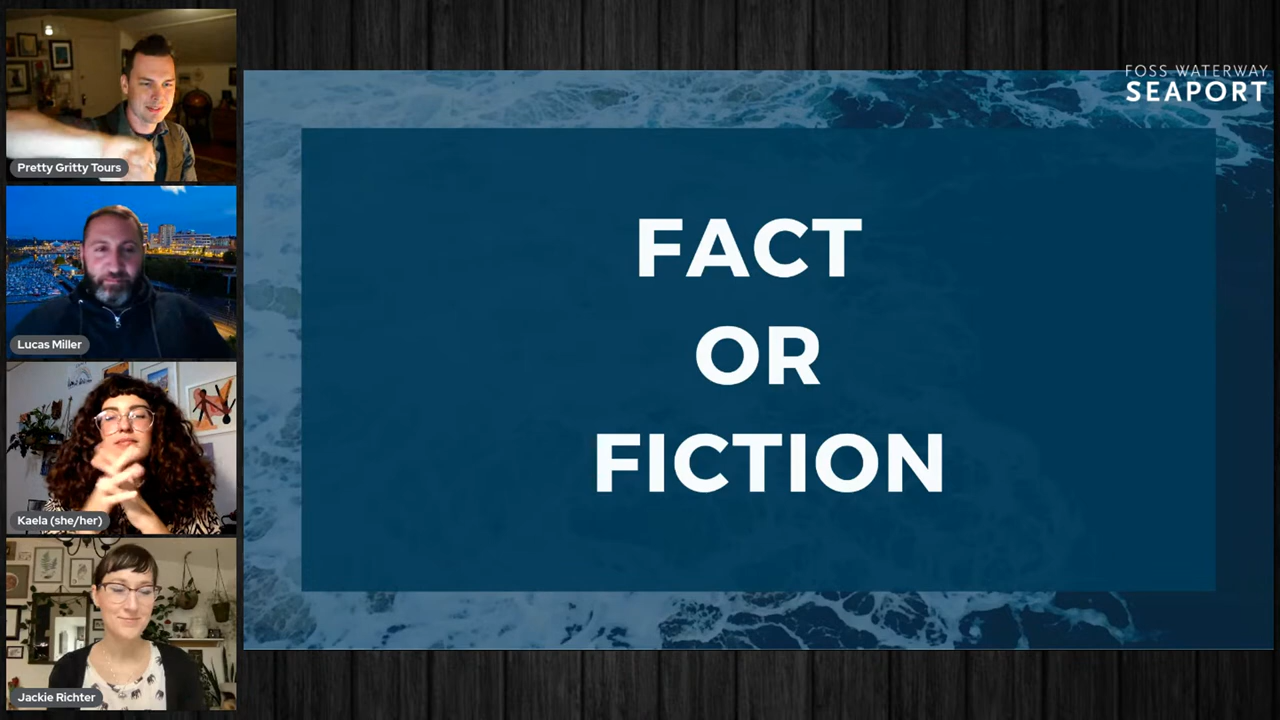 Pretty Gritty Tours
Lucas Miller
Kaela (she/her)
Jackie Richter
FOSS WATERWAY
SEAPORT
FACT
OR
FICTION